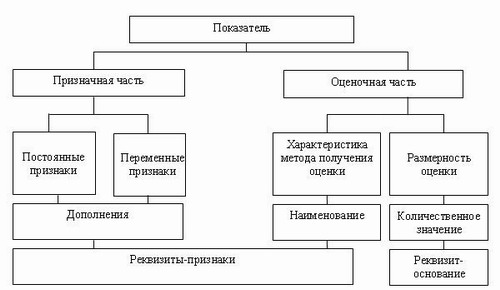 Показатель
Призначная часть
Оценочная часть
Постоянные
признаки
Переменные
признаки
Характеристика
метода получения
оценки
Размерность
оценки
Дополнения
Наименование
Количественное
значение
Реквизиты-признаки
Реквизит-
основание